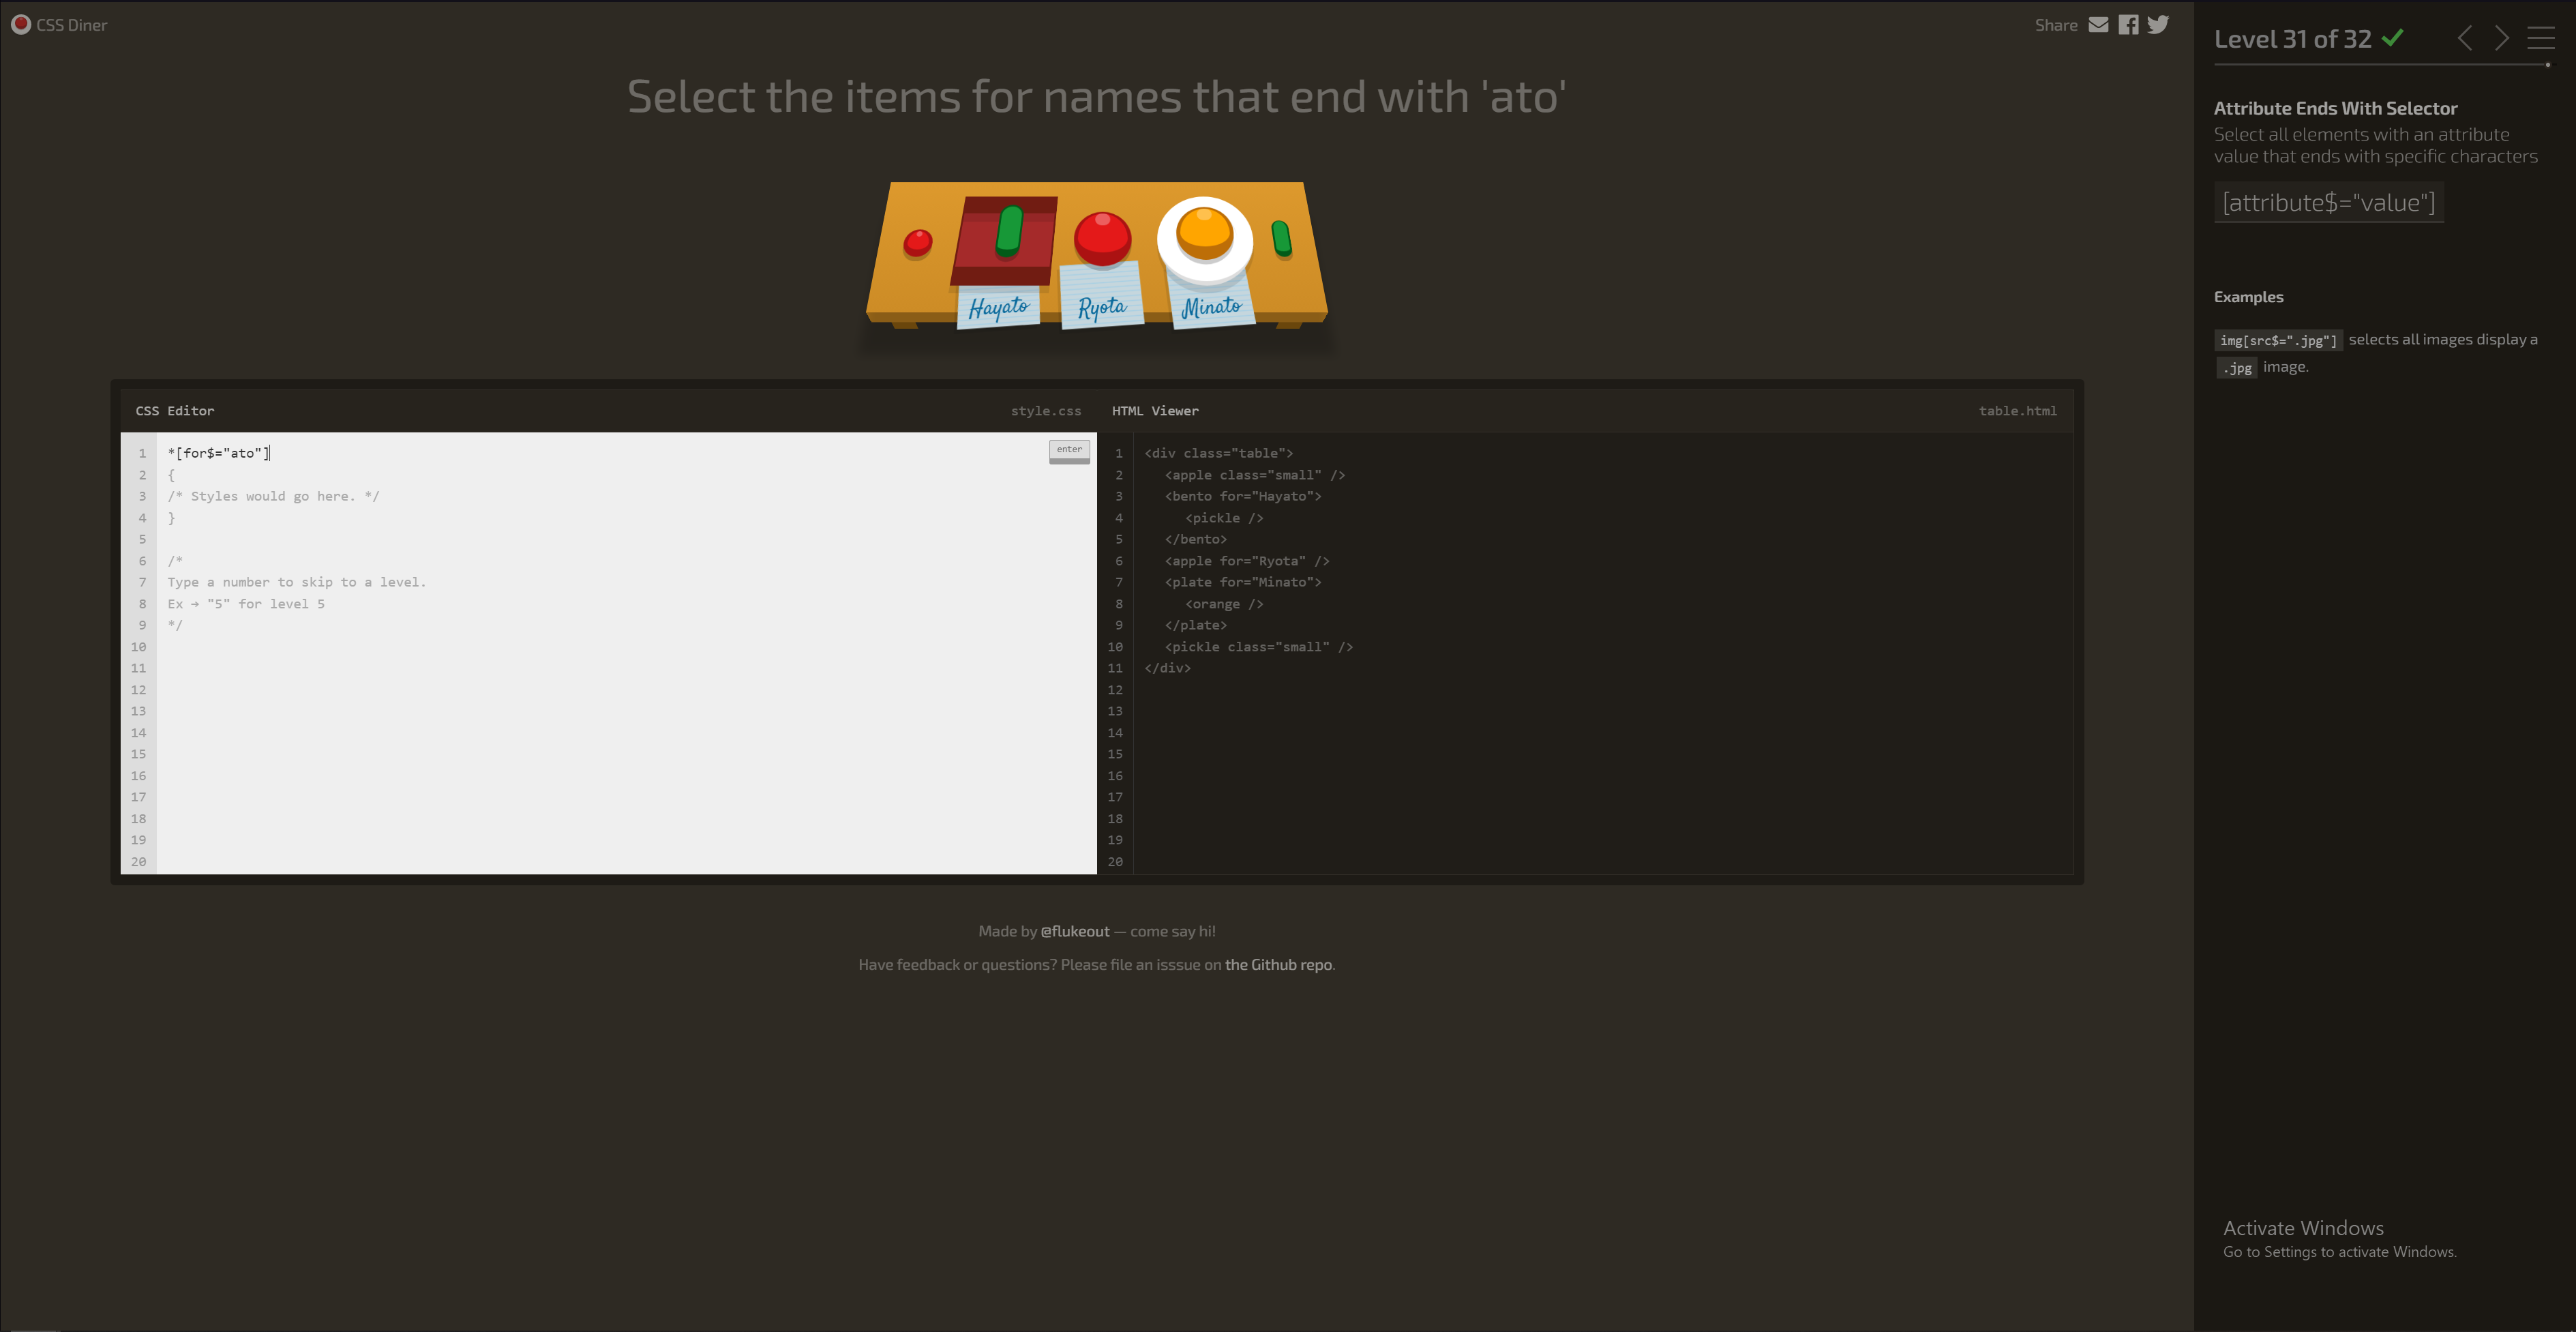 CSS Diner
Share
Select the items for names that end with 'ato'
Hayato
Ryota
Minato
CSS Editor
style.css
1 *[for$="ato"]
enter
2 {
3 /* Styles would go here. */
4 }
5
6 /*
7 Type a number to skip to a level.
8 Ex → "5" for level 5
9 */
10
11
12
13
14
15
16
17
18
19
20
HTML Viewer
table.html
1 <div class="table">
2 <apple class="small" />
3 <bento for="Hayato">
4 <pickle />
5 </bento>
6 <apple for="Ryota" />
7 <plate for="Minato">
8 <orange />
9 </plate>
10 <pickle class="small" />
11 </div>
12
13
14
15
16
17
18
19
20
Made by @flukeout — come say hi!
Have feedback or questions? Please file an isssue on the Github repo.
Level 31 of 32
Attribute Ends With Selector
Select all elements with an attribute
value that ends with specific characters
[attribute$="value"]
Examples
img[src$=".jpg"] selects all images display a
.jpg image.
Activate Windows
Go to Settings to activate Windows.